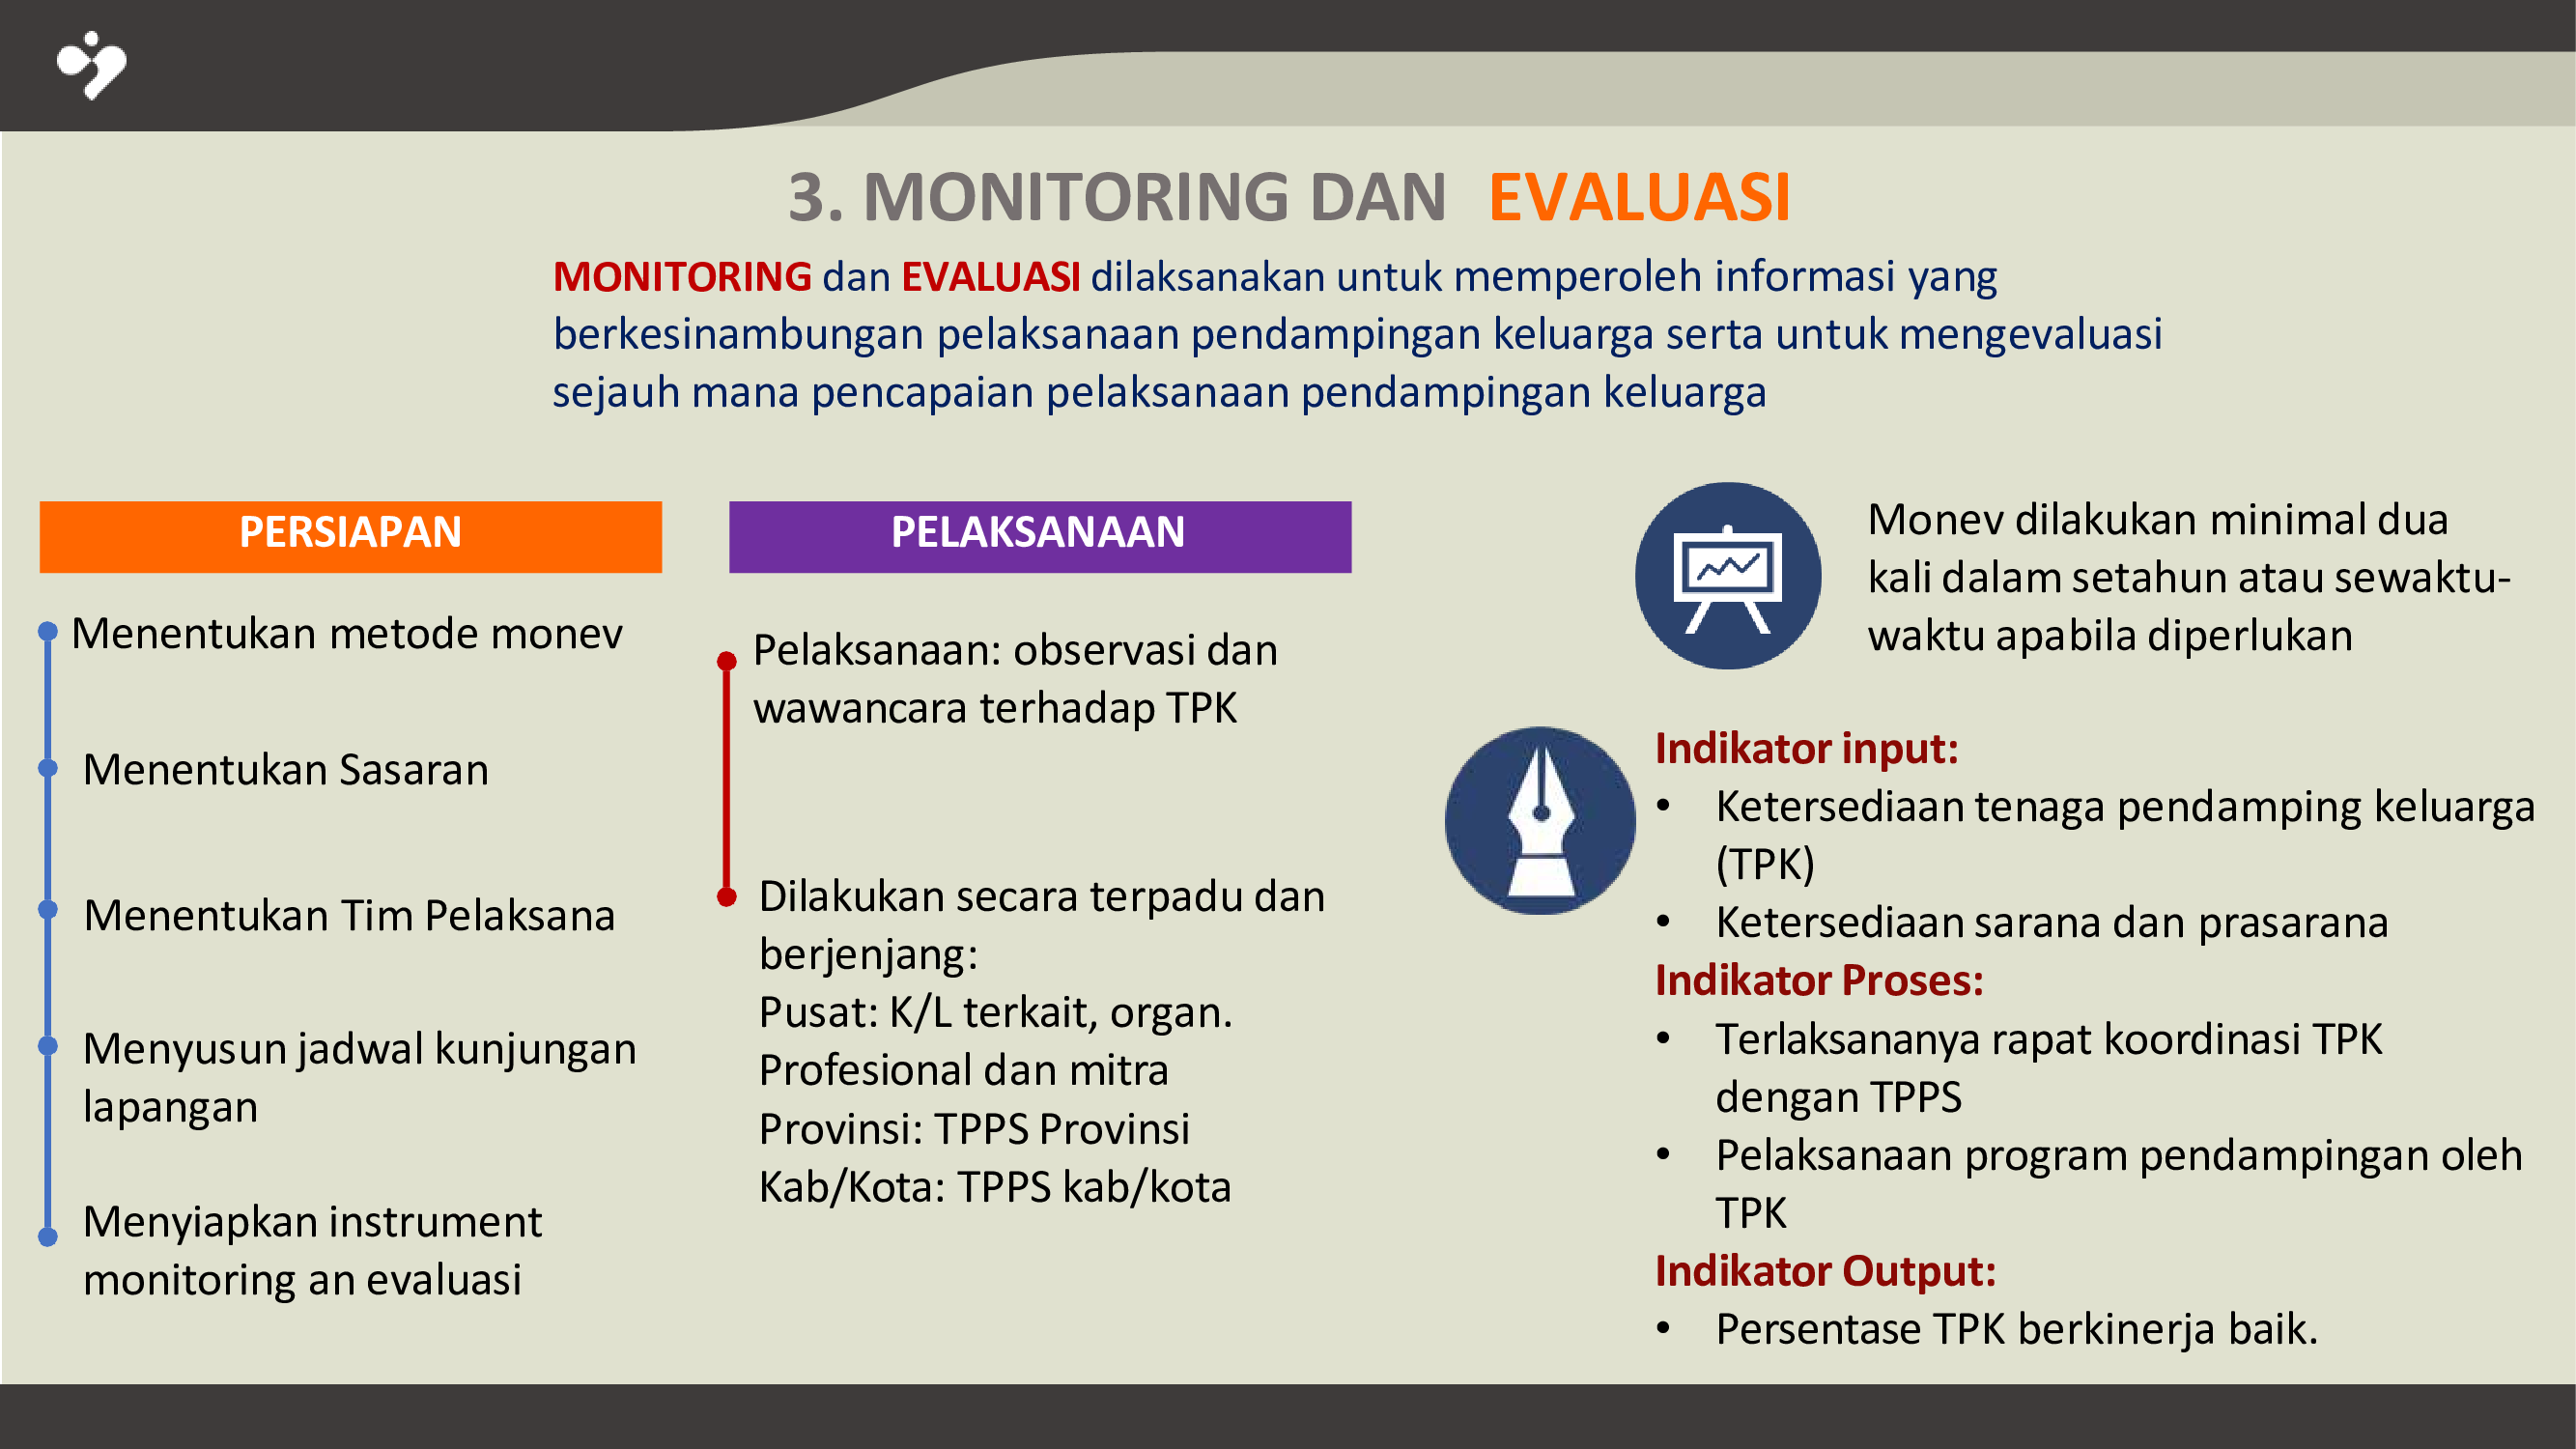 3. MONITORING DAN EVALUASI
MONITORING dan EVALUASI dilaksanakan untuk memperoleh informasi yang
berkesinambungan pelaksanaan pendampingan keluarga serta untuk mengevaluasi
sejauh mana pencapaian pelaksanaan pendampingan keluarga
PERSIAPAN
Menentukan metode monev
Menentukan Sasaran
Menentukan Tim Pelaksana
Menyusun jadwal kunjungan
lapangan
Menyiapkan instrument
monitoring an evaluasi
PELAKSANAAN
Pelaksanaan: observasi dan
wawancara terhadap TPK
Dilakukan secara terpadu dan
berjenjang:
Pusat: K/L terkait, organ.
Profesional dan mitra
Provinsi: TPPS Provinsi
Kab/Kota: TPPS kab/kota
Monev dilakukan minimal dua
kali dalam setahun atau sewaktu-
waktu apabila diperlukan
Indikator input:
• Ketersediaan tenaga pendamping keluarga
(TPK)
• Ketersediaan sarana dan prasarana
Indikator Proses:
• Terlaksananya rapat koordinasi TPK
dengan TPPS
• Pelaksanaan program pendampingan oleh
TPK
Indikator Output:
• Persentase TPK berkinerja baik.